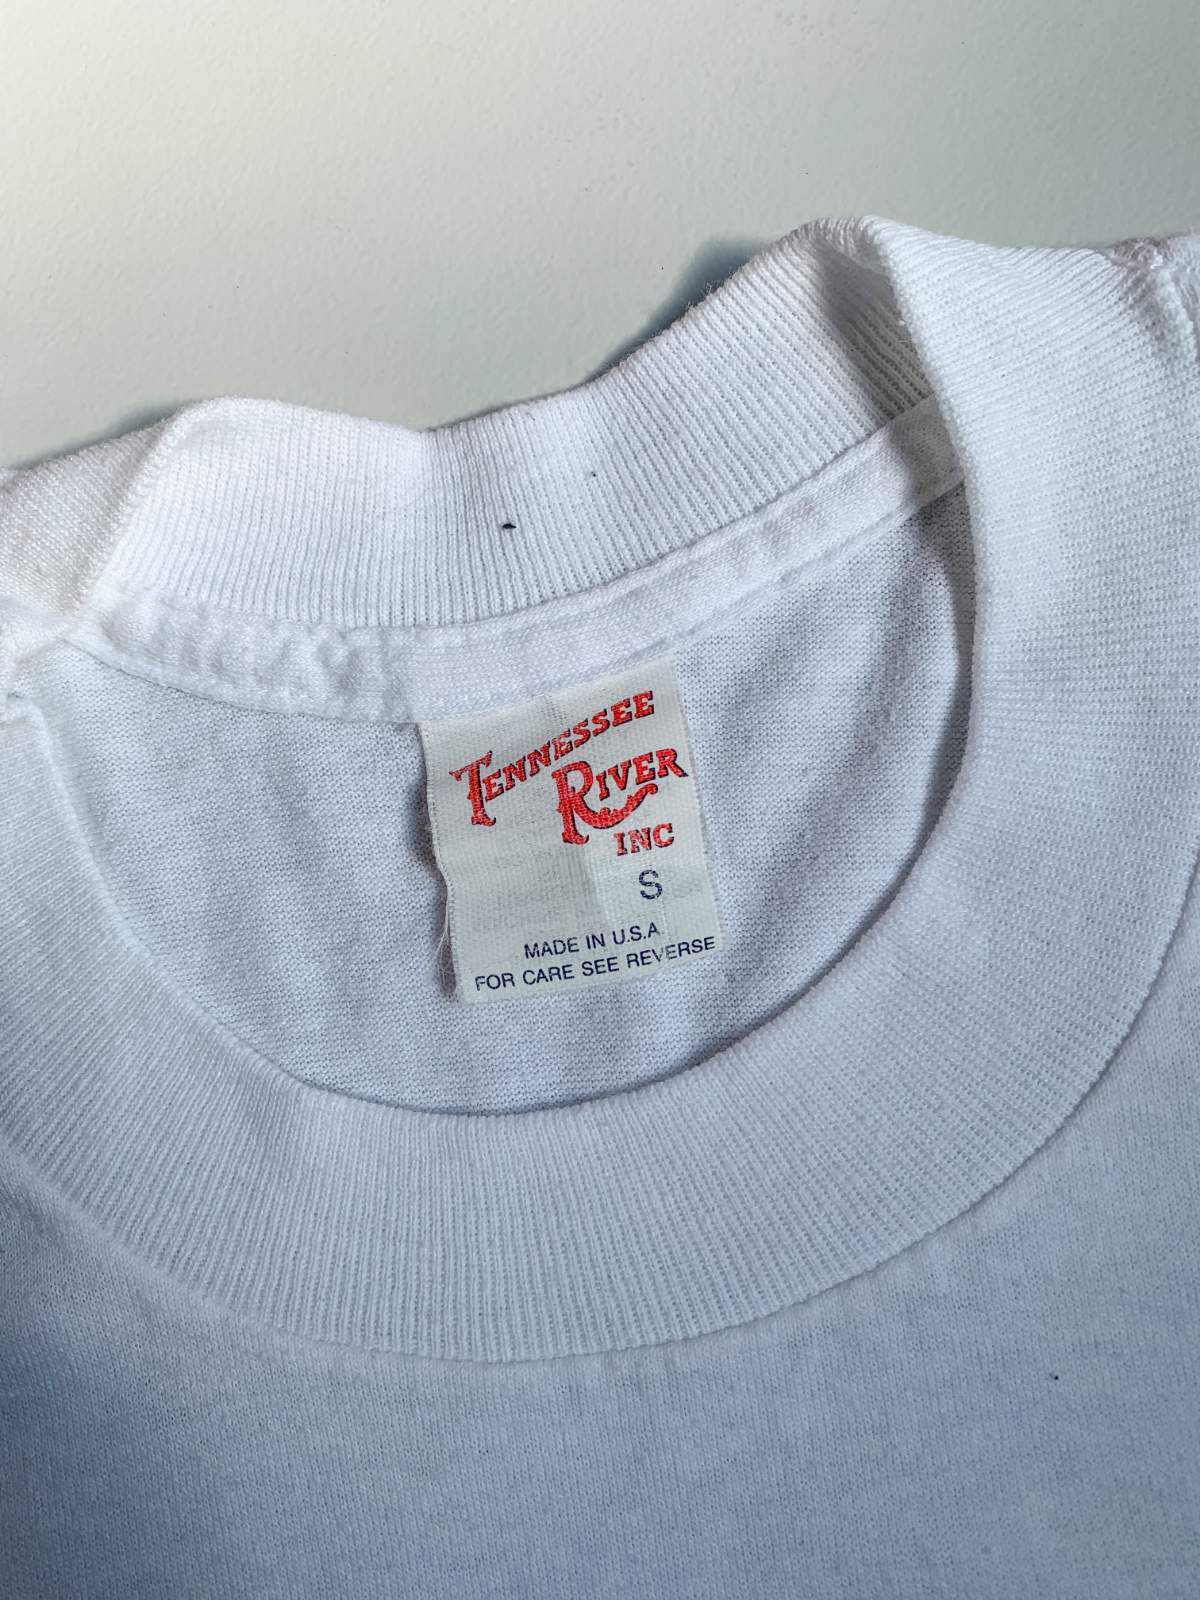 TENNESSEE
RIVER
INC
S
MADE IN U.S.A.
FOR CARE SEE REVERSE